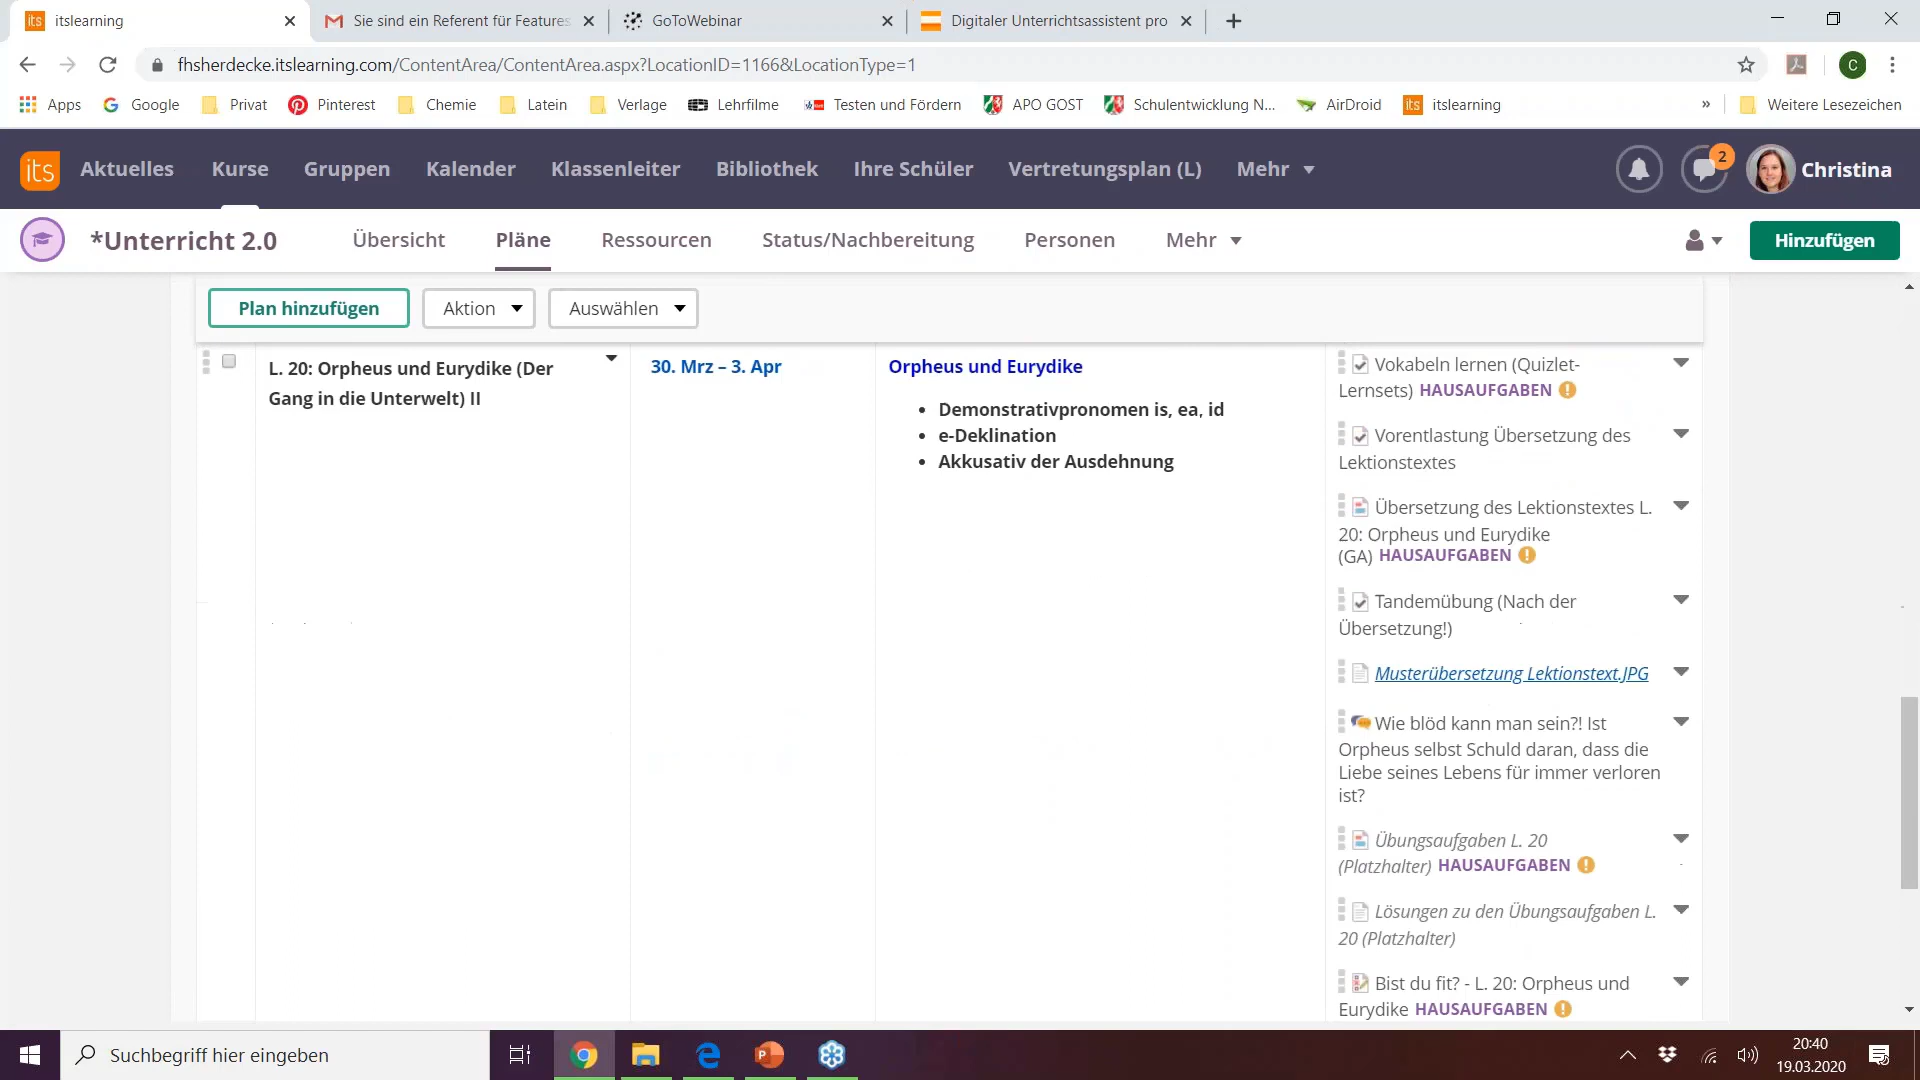 its itslearning
Sie sind ein Referent für Features
GoToWebinar
Digitaler Unterrichtsassistent pro
fhsherdecke.itslearning.com/ContentArea/ContentArea.aspx?LocationID=1166&LocationType=1
C
Apps Google Privat Pinterest Chemie Latein Verlage Lehrfilme Testen und Fördern APO GOST Schulentwicklung N... AirDroid its itslearning » Weitere Lesezeichen
its Aktuelles Kurse Gruppen Kalender Klassenleiter Bibliothek Ihre Schüler Vertretungsplan (L) Mehr 2 Christina
*Unterricht 2.0 Übersicht Pläne Ressourcen Status/Nachbereitung Personen Mehr Hinzufügen
Plan hinzufügen Aktion Auswählen
L. 20: Orpheus und Eurydike (Der
Gang in die Unterwelt) II
30. Mrz – 3. Apr
Orpheus und Eurydike
• Demonstrativpronomen is, ea, id
• e-Deklination
• Akkusativ der Ausdehnung
Vokabeln lernen (Quizlet-
Lernsets) HAUSAUFGABEN
Vorentlastung Übersetzung des
Lektionstextes
Übersetzung des Lektionstextes L.
20: Orpheus und Eurydike
(GA) HAUSAUFGABEN
Tandemübung (Nach der
Übersetzung!)
Musterübersetzung Lektionstext.JPG
Wie blöd kann man sein?! Ist
Orpheus selbst Schuld daran, dass die
Liebe seines Lebens für immer verloren
ist?
Übungsaufgaben L. 20
(Platzhalter) HAUSAUFGABEN
Lösungen zu den Übungsaufgaben L.
20 (Platzhalter)
Bist du fit? - L. 20: Orpheus und
Eurydike HAUSAUFGABEN
Suchbegriff hier eingeben
20:40
19.03.2020